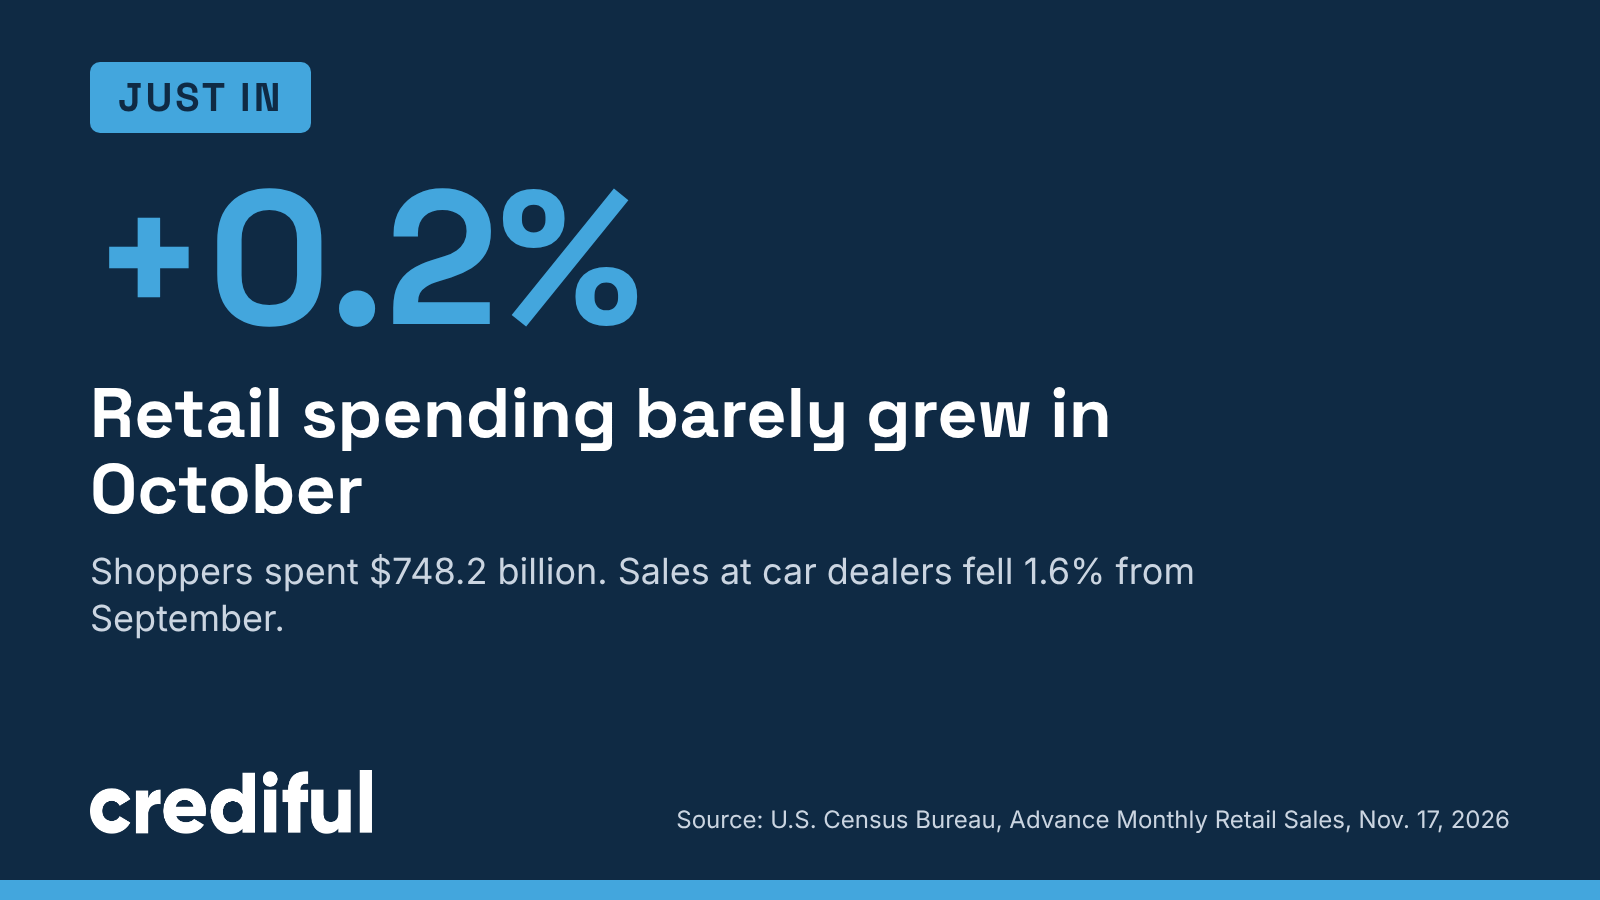 JUST IN
+0.2%
Retail spending barely grew in
October
Shoppers spent $748.2 billion. Sales at car dealers fell 1.6% from
September.
crediful
Source: U.S. Census Bureau, Advance Monthly Retail Sales, Nov. 17, 2026